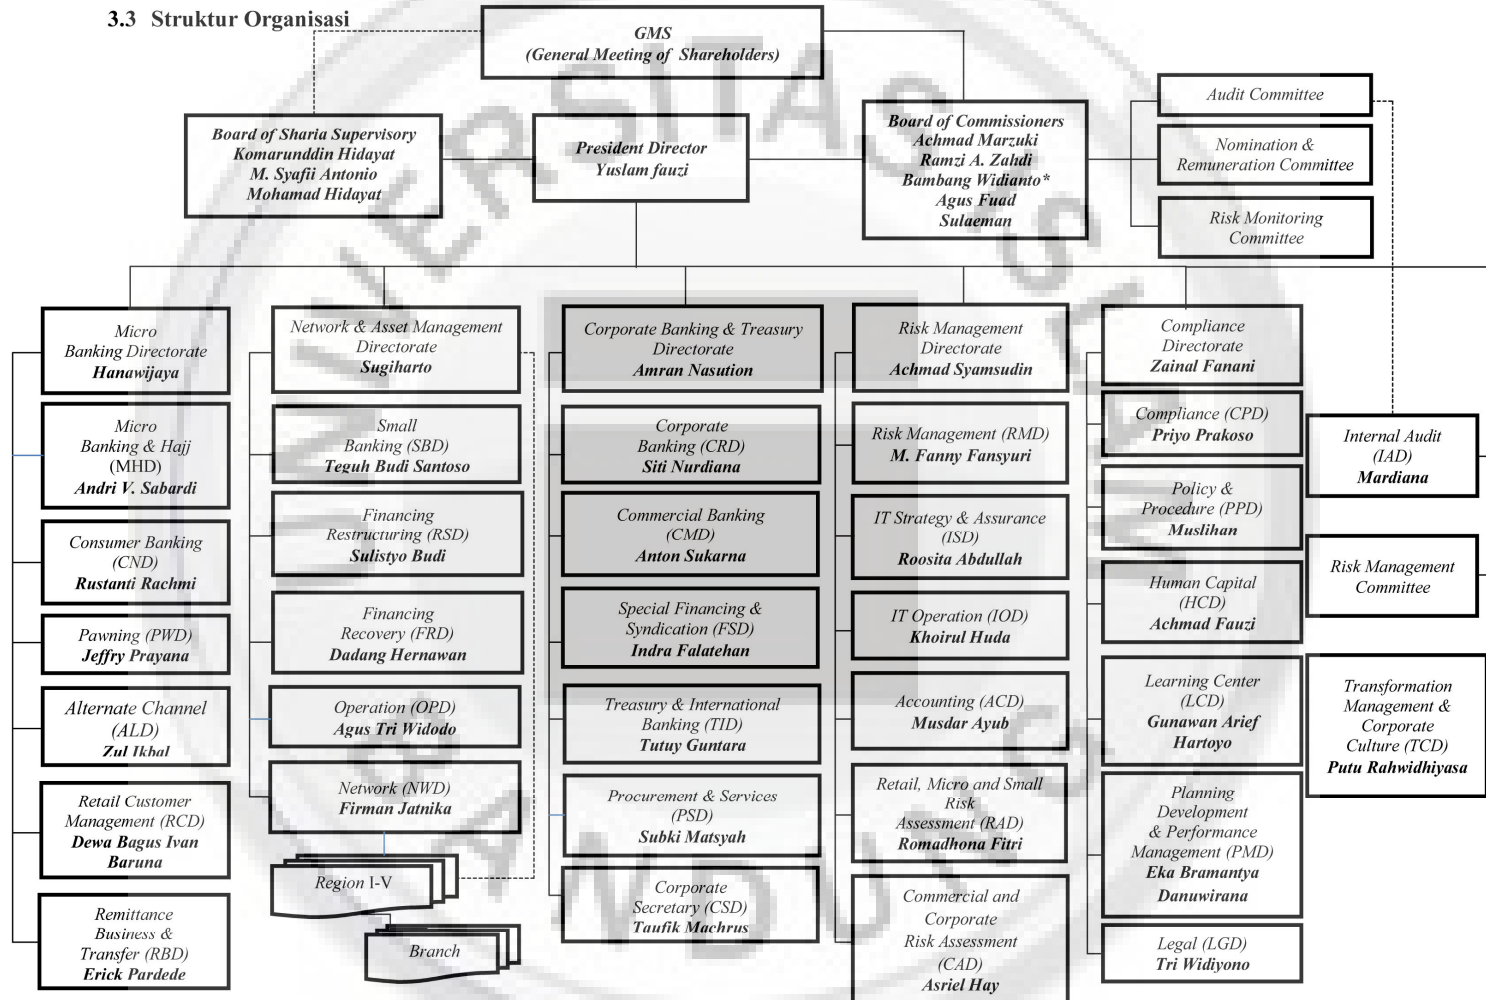 3.3 Struktur Organisasi
GMS
(General Meeting of Shareholders)
Board of Sharia Supervisory
Komarunddin Hidayat
M. Syafii Antonio
Mohamad Hidayat
President Director
Yuslam fauzi
Board of Commissioners
Achmad Marzuki
Ramzi A. Zahdi
Bambang Widianto*
Agus Fuad
Sulaeman
Audit Committee
Nomination &
Remuneration Committee
Risk Monitoring
Committee
Micro
Banking Directorate
Hanawijaya
Micro
Banking & Hajj
(MHD)
Andri V. Sabardi
Consumer Banking
(CND)
Rustanti Rachmi
Pawning (PWD)
Jeffry Prayana
Alternate Channel
(ALD)
Zul Ikbal
Retail Customer
Management (RCD)
Dewa Bagus Ivan
Baruna
Remittance
Business &
Transfer (RBD)
Erick Pardede
Network & Asset Management
Directorate
Sugiharto
Small
Banking (SBD)
Teguh Budi Santoso
Financing
Restructuring (RSD)
Sulistyo Budi
Financing
Recovery (FRD)
Dadang Hernawan
Operation (OPD)
Agus Tri Widodo
Network (NWD)
Firman Jatnika
Region I-V
Branch
Corporate Banking & Treasury
Directorate
Amran Nasution
Corporate
Banking (CRD)
Siti Nurdiana
Commercial Banking
(CMD)
Anton Sukarna
Special Financing &
Syndication (FSD)
Indra Falatehan
Treasury & International
Banking (TID)
Tutuy Guntara
Procurement & Services
(PSD)
Subki Matsyah
Corporate
Secretary (CSD)
Taufik Machrus
Risk Management
Directorate
Achmad Syamsudin
Risk Management (RMD)
M. Fanny Fansyuri
IT Strategy & Assurance
(ISD)
Roosita Abdullah
IT Operation (IOD)
Khoirul Huda
Accounting (ACD)
Musdar Ayub
Retail, Micro and Small
Risk
Assessment (RAD)
Romadhona Fitri
Commercial and
Corporate
Risk Assessment
(CAD)
Asriel Hay
Compliance
Directorate
Zainal Fanani
Compliance (CPD)
Priyo Prakoso
Policy &
Procedure (PPD)
Muslihan
Human Capital
(HCD)
Achmad Fauzi
Learning Center
(LCD)
Gunawan Arief
Hartoyo
Planning
Development
& Performance
Management (PMD)
Eka Bramantya
Danuwirana
Legal (LGD)
Tri Widiyono
Internal Audit
(IAD)
Mardiana
Risk Management
Committee
Transformation
Management &
Corporate
Culture (TCD)
Putu Rahwidhiyasa
UNIVERSITAS ISLAM
BANDUNG